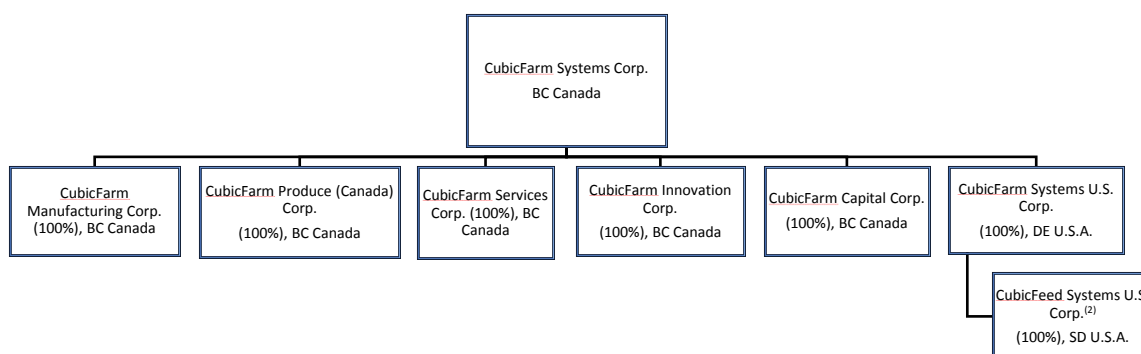 CubicFarm Systems Corp.
BC Canada
CubicFarm
Manufacturing Corp.
(100%), BC Canada
CubicFarm Produce (Canada)
Corp.
(100%), BC Canada
CubicFarm Services
Corp. (100%), BC
Canada
CubicFarm Innovation
Corp.
(100%), BC Canada
CubicFarm Capital Corp.
(100%), BC Canada
CubicFarm Systems U.S.
Corp.
(100%), DE U.S.A.
CubicFeed Systems U.S
Corp.(2)
(100%), SD U.S.A.